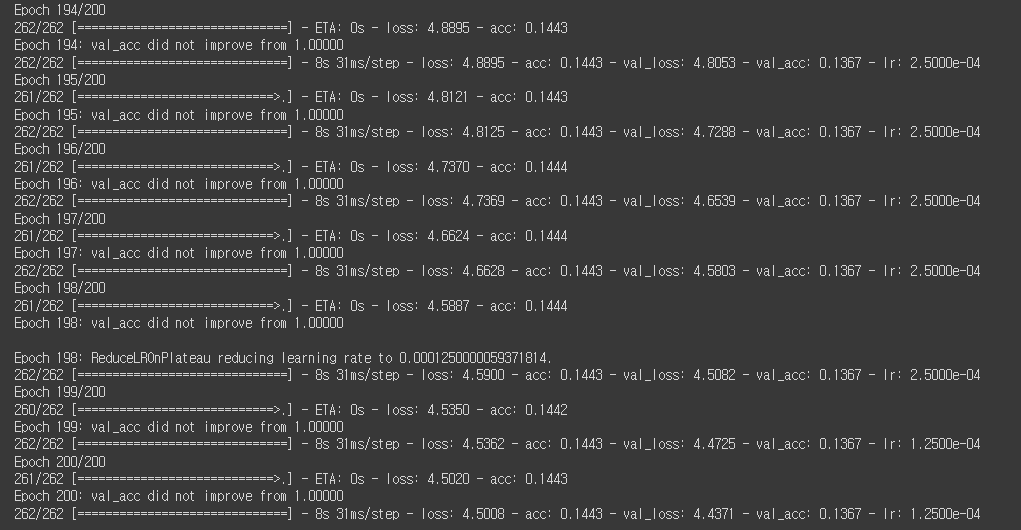 Epoch 194/200
262/262 [==============================] - ETA: 0s - loss: 4.8895 - acc: 0.1443
Epoch 194: val_acc did not improve from 1.00000
262/262 [==============================] - 8s 31ms/step - loss: 4.8895 - acc: 0.1443 - val_loss: 4.8053 - val_acc: 0.1367 - lr: 2.5000e-04
Epoch 195/200
261/262 [============================>.] - ETA: 0s - loss: 4.8121 - acc: 0.1443
Epoch 195: val_acc did not improve from 1.00000
262/262 [==============================] - 8s 31ms/step - loss: 4.8125 - acc: 0.1443 - val_loss: 4.7288 - val_acc: 0.1367 - lr: 2.5000e-04
Epoch 196/200
261/262 [============================>.] - ETA: 0s - loss: 4.7370 - acc: 0.1444
Epoch 196: val_acc did not improve from 1.00000
262/262 [==============================] - 8s 31ms/step - loss: 4.7369 - acc: 0.1443 - val_loss: 4.6539 - val_acc: 0.1367 - lr: 2.5000e-04
Epoch 197/200
261/262 [============================>.] - ETA: 0s - loss: 4.6624 - acc: 0.1444
Epoch 197: val_acc did not improve from 1.00000
262/262 [==============================] - 8s 31ms/step - loss: 4.6628 - acc: 0.1443 - val_loss: 4.5803 - val_acc: 0.1367 - lr: 2.5000e-04
Epoch 198/200
261/262 [============================>.] - ETA: 0s - loss: 4.5887 - acc: 0.1444
Epoch 198: val_acc did not improve from 1.00000
Epoch 198: ReduceLROnPlateau reducing learning rate to 0.0001250000059371814.
262/262 [==============================] - 8s 31ms/step - loss: 4.5900 - acc: 0.1443 - val_loss: 4.5082 - val_acc: 0.1367 - lr: 2.5000e-04
Epoch 199/200
260/262 [============================>.] - ETA: 0s - loss: 4.5350 - acc: 0.1442
Epoch 199: val_acc did not improve from 1.00000
262/262 [==============================] - 8s 31ms/step - loss: 4.5362 - acc: 0.1443 - val_loss: 4.4725 - val_acc: 0.1367 - lr: 1.2500e-04
Epoch 200/200
261/262 [============================>.] - ETA: 0s - loss: 4.5020 - acc: 0.1443
Epoch 200: val_acc did not improve from 1.00000
262/262 [==============================] - 8s 31ms/step - loss: 4.5008 - acc: 0.1443 - val_loss: 4.4371 - val_acc: 0.1367 - lr: 1.2500e-04